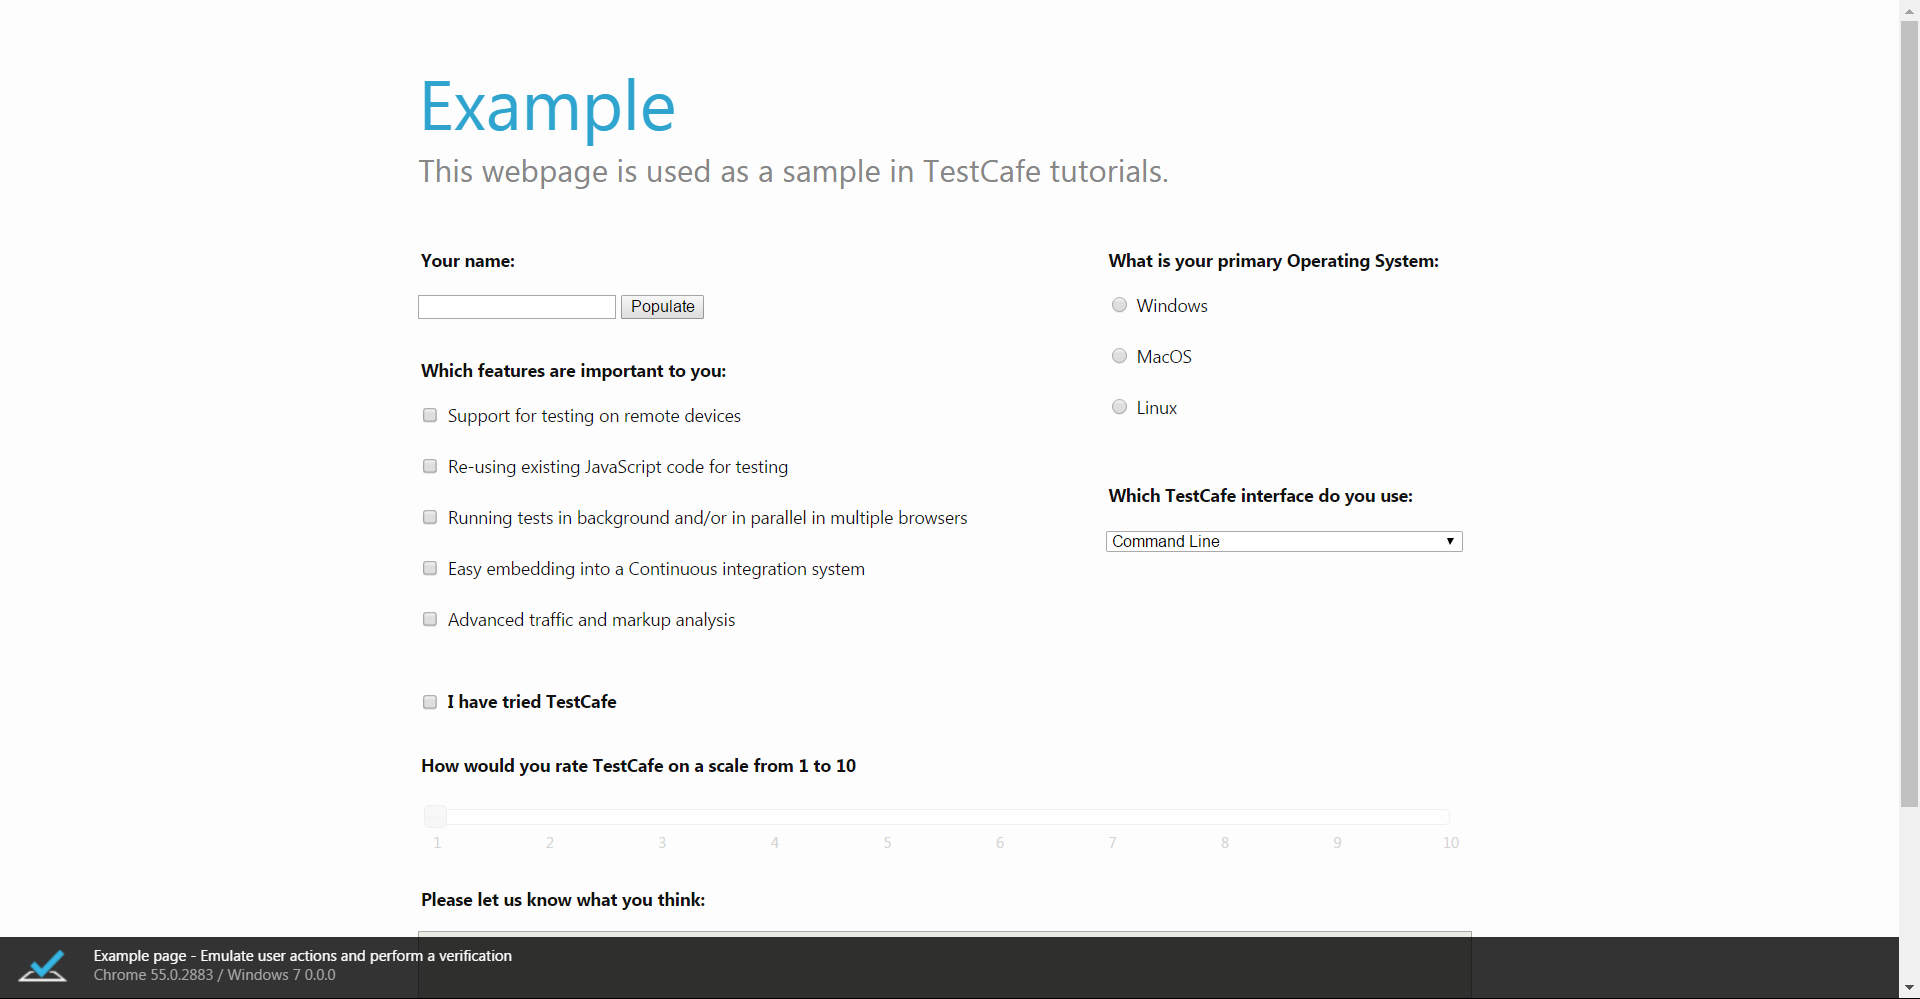 Example
This webpage is used as a sample in TestCafe tutorials.
Your name:
Populate
Which features are important to you:
Support for testing on remote devices
Re-using existing JavaScript code for testing
Running tests in background and/or in parallel in multiple browsers
Easy embedding into a Continuous integration system
Advanced traffic and markup analysis
What is your primary Operating System:
Windows
MacOS
Linux
Which TestCafe interface do you use:
Command Line
I have tried TestCafe
How would you rate TestCafe on a scale from 1 to 10
1 2 3 4 5 6 7 8 9 10
Please let us know what you think:
Example page - Emulate user actions and perform a verification
Chrome 55.0.2883 / Windows 7 0.0.0